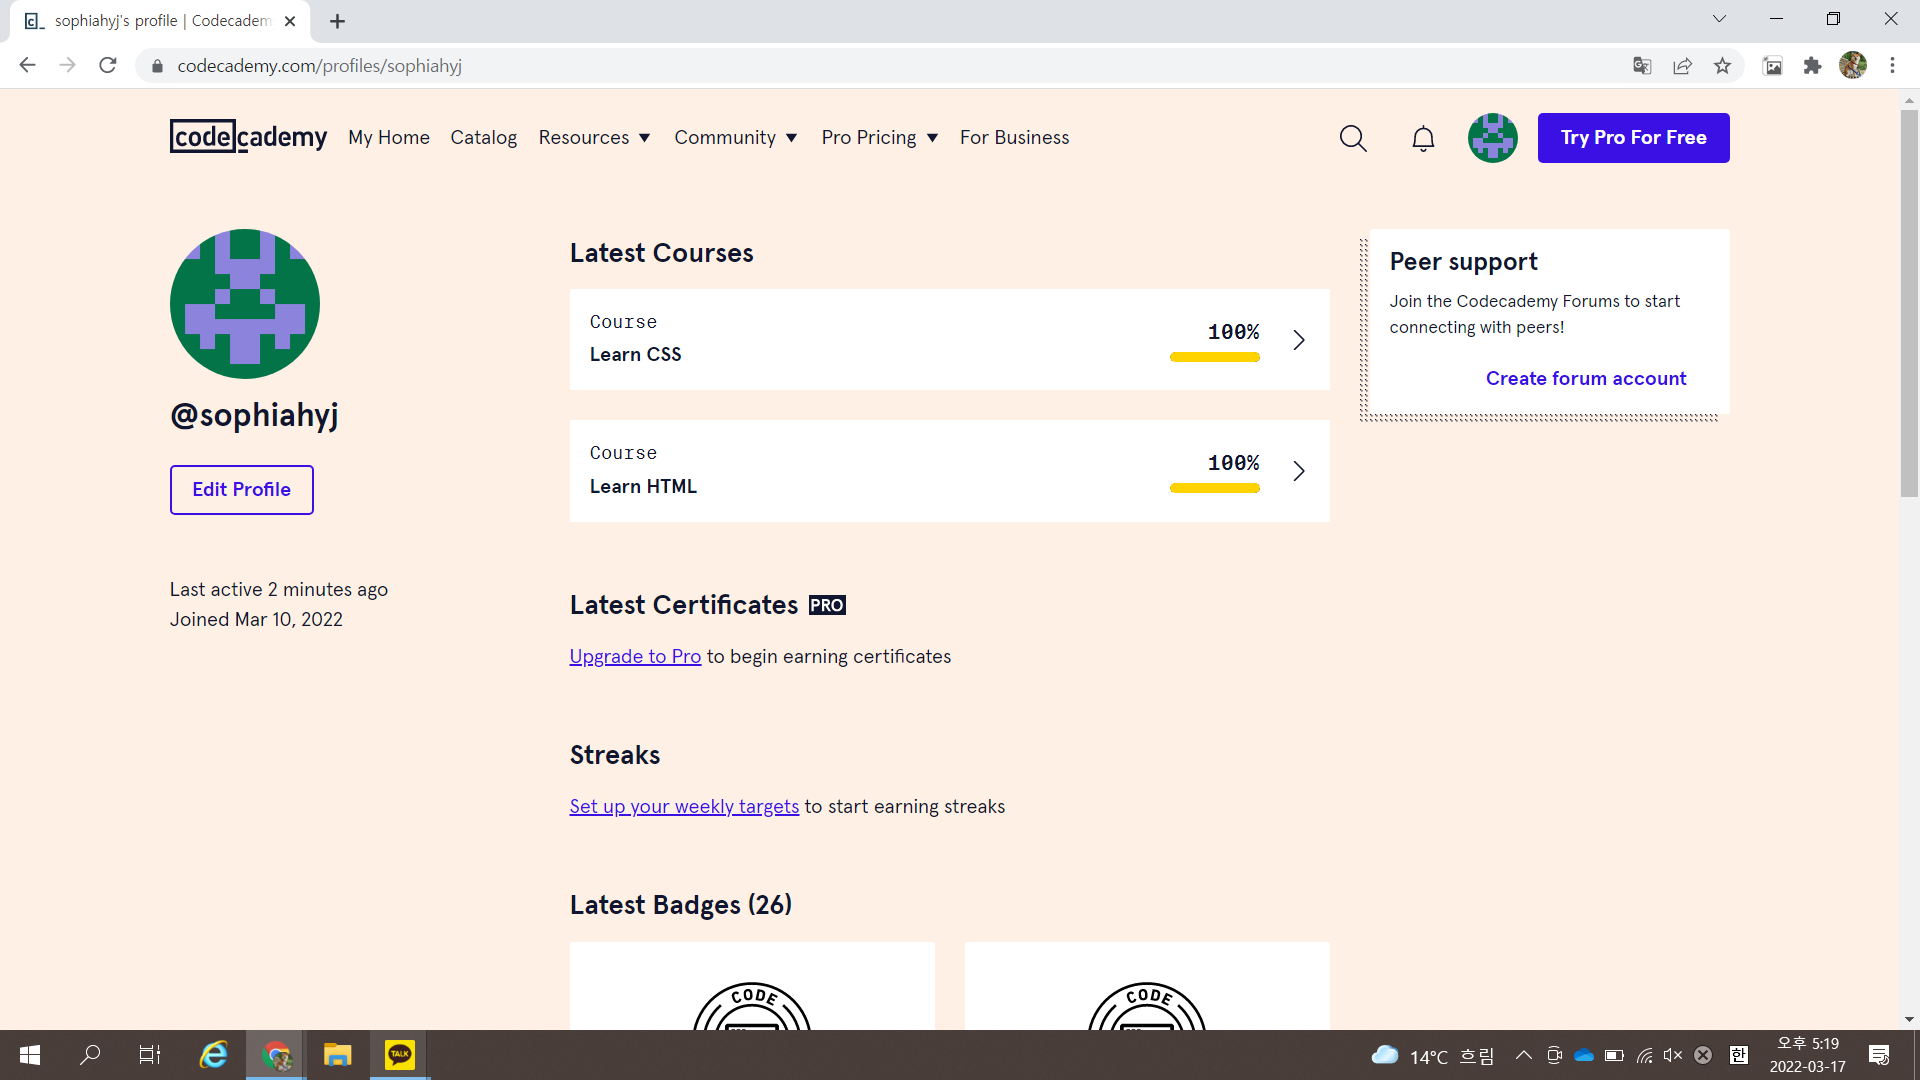 sophiahyj's profile | Codecadem
codecademy.com/profiles/sophiahyj
codecademy
My Home
Catalog
Resources
Community
Pro Pricing
For Business
Try Pro For Free
@sophiahyj
Edit Profile
Last active 2 minutes ago
Joined Mar 10, 2022
Latest Courses
Course
Learn CSS
100%
Course
Learn HTML
100%
Latest Certificates PRO
Upgrade to Pro to begin earning certificates
Streaks
Set up your weekly targets to start earning streaks
Latest Badges (26)
CODE
CODE
Peer support
Join the Codecademy Forums to start
connecting with peers!
Create forum account
TALK
14°C 흐림
한
오후 5:19
2022-03-17